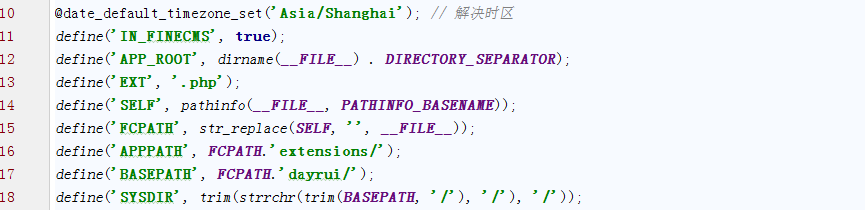 10 @date_default_timezone_set('Asia/Shanghai'); // 解决时区
11 define('IN_FINECMS', true);
12 define('APP_ROOT', dirname(__FILE__) . DIRECTORY_SEPARATOR);
13 define('EXT', '.php');
14 define('SELF', pathinfo(__FILE__, PATHINFO_BASENAME));
15 define('FCPATH', str_replace(SELF, '', __FILE__));
16 define('APPPATH', FCPATH.'extensions/');
17 define('BASEPATH', FCPATH.'dayrui/');
18 define('SYSDIR', trim(strrchr(trim(BASEPATH, '/'), '/'), '/'));